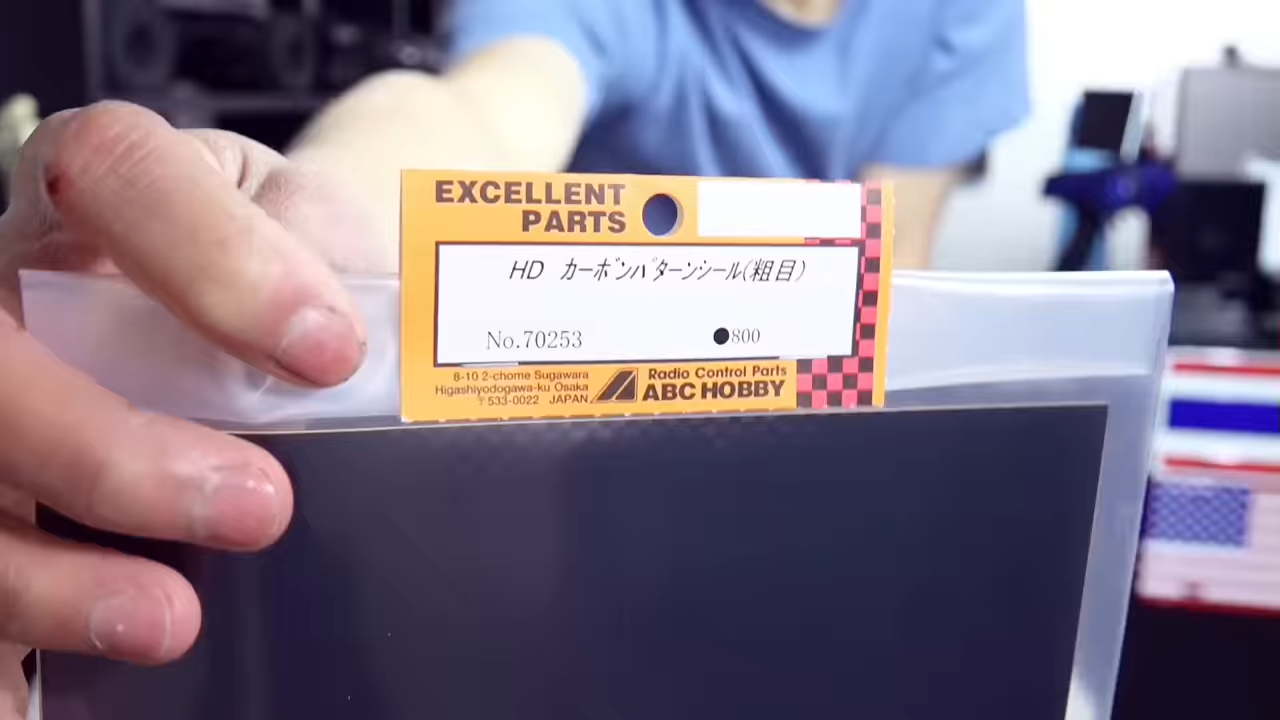 EXCELLENT
PARTS
HD カーボンパターンシール(粗目)
No.70253 ●800
8-10 2-chome Sugawara
Higashiyodogawa-ku Osaka
〒533-0022 JAPAN
Radio Control Parts
ABC HOBBY